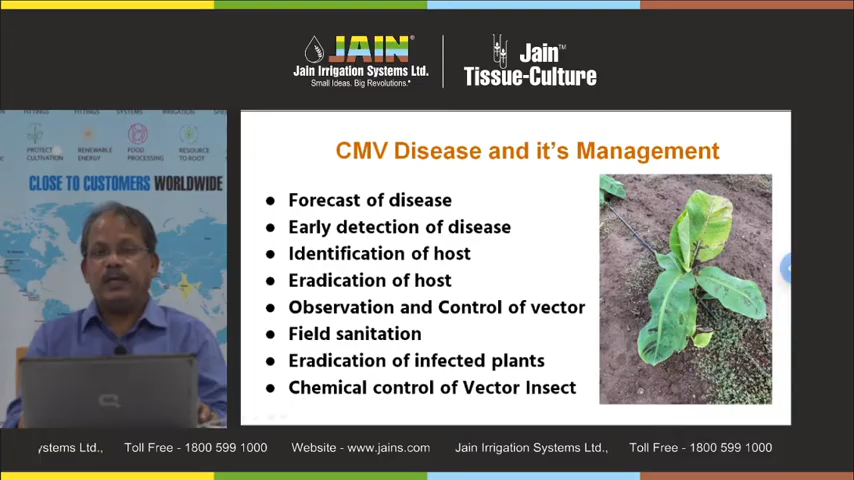 JAIN®
Jain Irrigation Systems Ltd.
Small Ideas. Big Revolutions.®
Jain™
Tissue-Culture
FITTINGS
FITTINGS
SYSTEMS
IRRIGATION
PROTECT
CULTIVATION
RENEWABLE
ENERGY
FOOD
PROCESSING
RESOURCE
TO ROOT
CLOSE TO CUSTOMERS WORLDWIDE
CMV Disease and it's Management
● Forecast of disease
● Early detection of disease
● Identification of host
● Eradication of host
● Observation and Control of vector
● Field sanitation
● Eradication of infected plants
● Chemical control of Vector Insect
ystems Ltd., Toll Free - 1800 599 1000 Website - www.jains.com Jain Irrigation Systems Ltd., Toll Free - 1800 599 1000